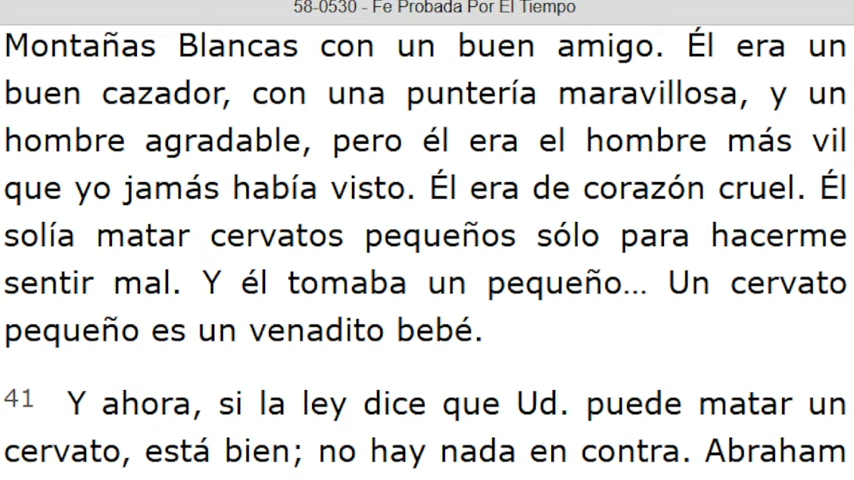 58-0530 - Fe Probada Por El Tiempo
Montañas Blancas con un buen amigo. Él era un
buen cazador, con una puntería maravillosa, y un
hombre agradable, pero él era el hombre más vil
que yo jamás había visto. Él era de corazón cruel. Él
solía matar cervatos pequeños sólo para hacerme
sentir mal. Y él tomaba un pequeño... Un cervato
pequeño es un venadito bebé.
41 Y ahora, si la ley dice que Ud. puede matar un
cervato, está bien; no hay nada en contra. Abraham